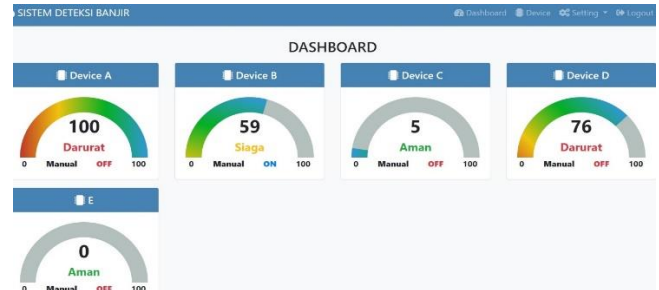 SISTEM DETEKSI BANJIR
Dashboard Device Setting Logout
DASHBOARD
Device A
100
Darurat
0 Manual OFF 100
Device B
59
Siaga
0 Manual ON 100
Device C
5
Aman
0 Manual OFF 100
Device D
76
Darurat
0 Manual OFF 100
E
0
Aman
0 Manual OFF 100